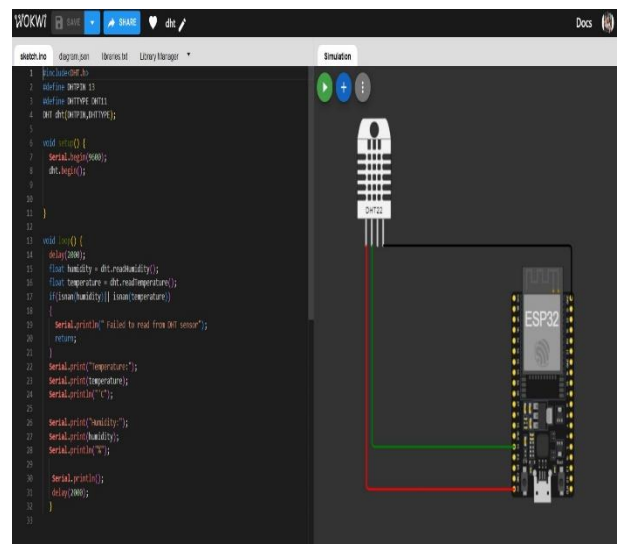 WOKWI SAVE SHARE dht Docs
sketch.ino diagram.json libraries.txt Library Manager Simulation
1 #include<DHT.h>
2 #define DHTPIN 13
3 #define DHTTYPE DHT11
4 DHT dht(DHTPIN,DHTTYPE);
5
6 void setup() {
7 Serial.begin(9600);
8 dht.begin();
9
10
11 }
12
13 void loop() {
14 delay(2000);
15 float humidity = dht.readHumidity();
16 float temperature = dht.readTemperature();
17 if(isnan(humidity)|| isnan(temperature))
18 {
19 Serial.println(" Failed to read from DHT sensor");
20 return;
21 }
22 Serial.print("Temperature:");
23 Serial.print(temperature);
24 Serial.println("°C");
25
26 Serial.print("Humidity:");
27 Serial.print(humidity);
28 Serial.println("%");
29
30 Serial.println();
31 delay(2000);
32 }
33
DHT22
ESP32